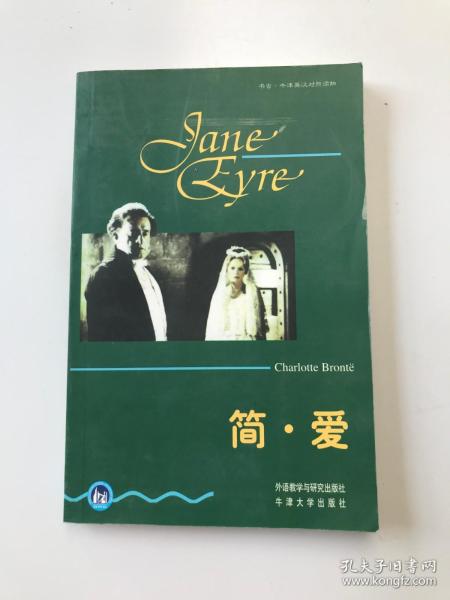 书虫·牛津英汉对照读物
Jane
Eyre
Charlotte Brontë
简·爱
外语教学与研究出版社
牛津大学出版社
孔夫子旧书网
www.kongfz.com